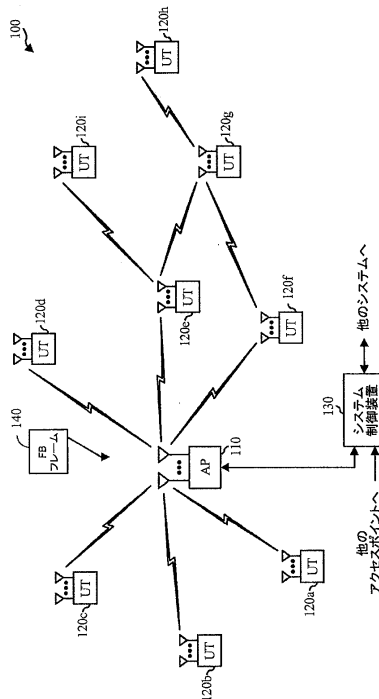 100
120h
UT
120i
UT
120g
UT
120d
UT
120e
UT
120f
UT
140
FB
フレーム
110
AP
120c
UT
120b
UT
120a
UT
130
システム
制御装置
他のシステムへ
他の
アクセスポイントへ